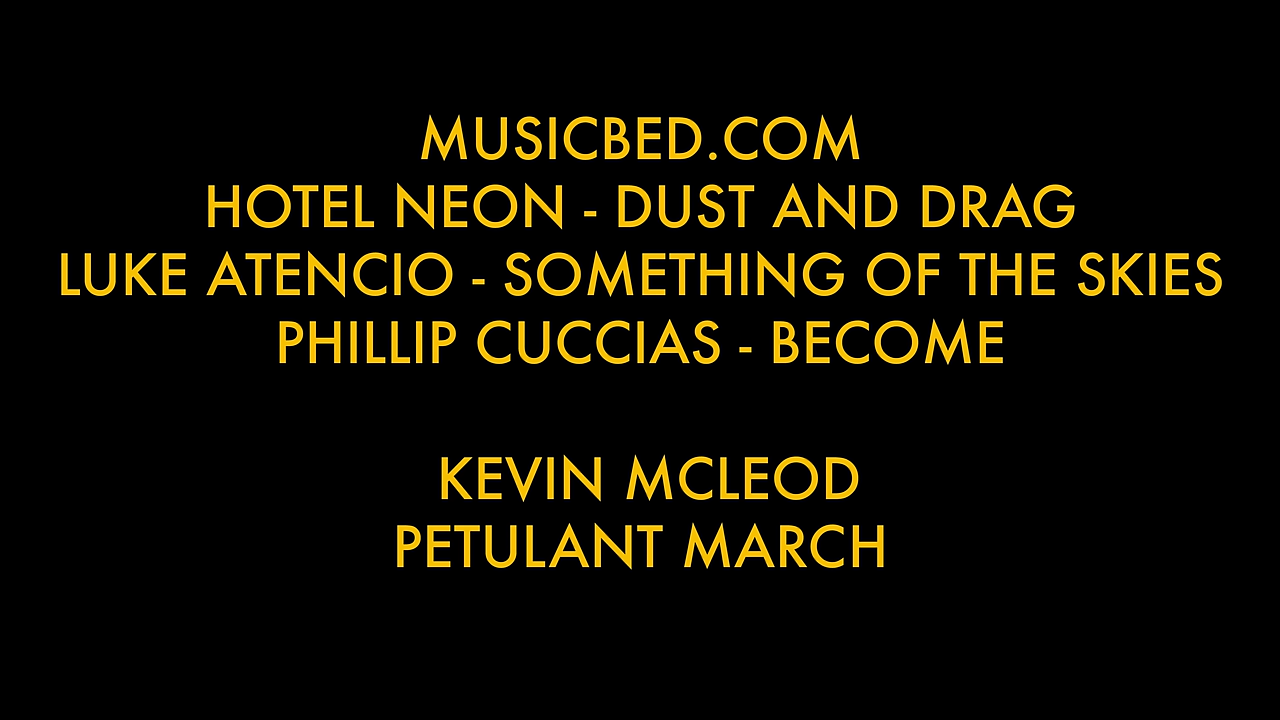 MUSICBED.COM
HOTEL NEON - DUST AND DRAG
LUKE ATENCIO - SOMETHING OF THE SKIES
PHILLIP CUCCIAS - BECOME
KEVIN MCLEOD
PETULANT MARCH